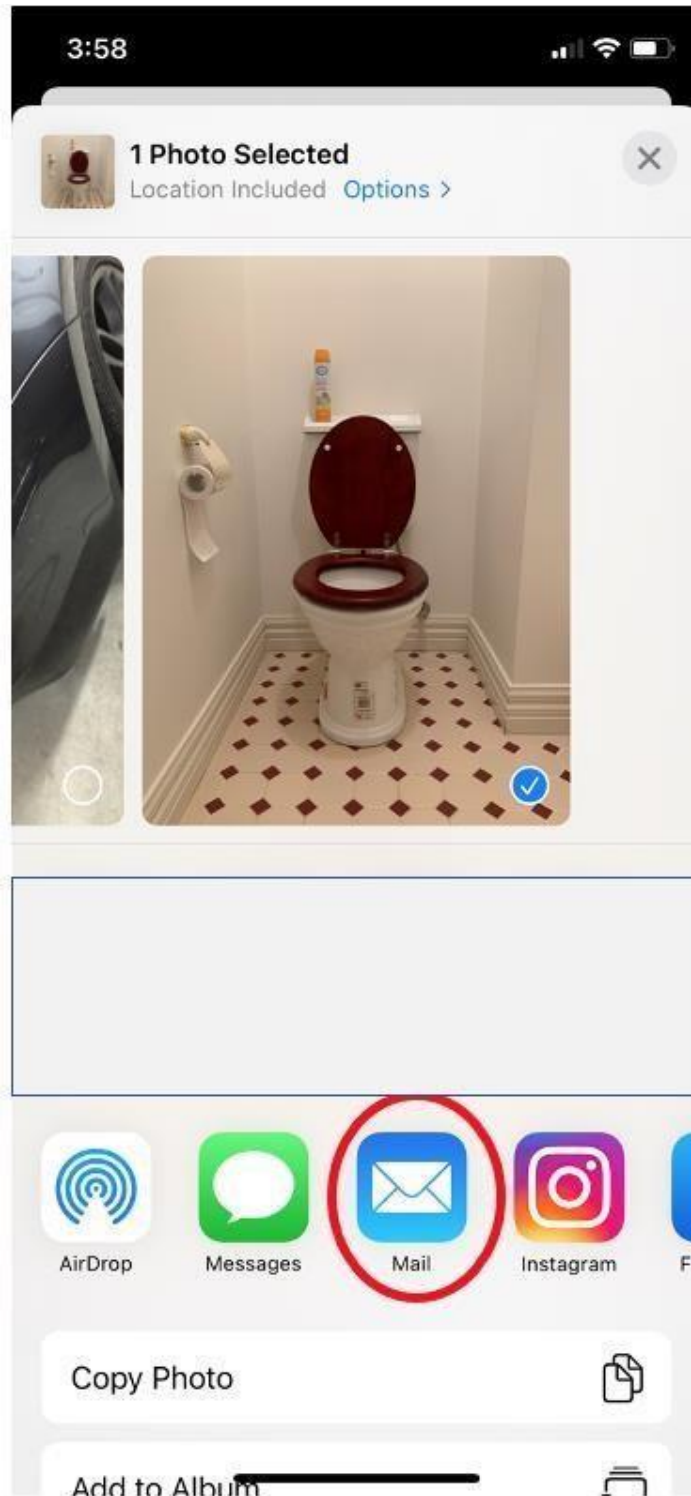 3:58
1 Photo Selected
Location Included Options >
AirDrop
Messages
Mail
Instagram
F
Copy Photo
Add to Album